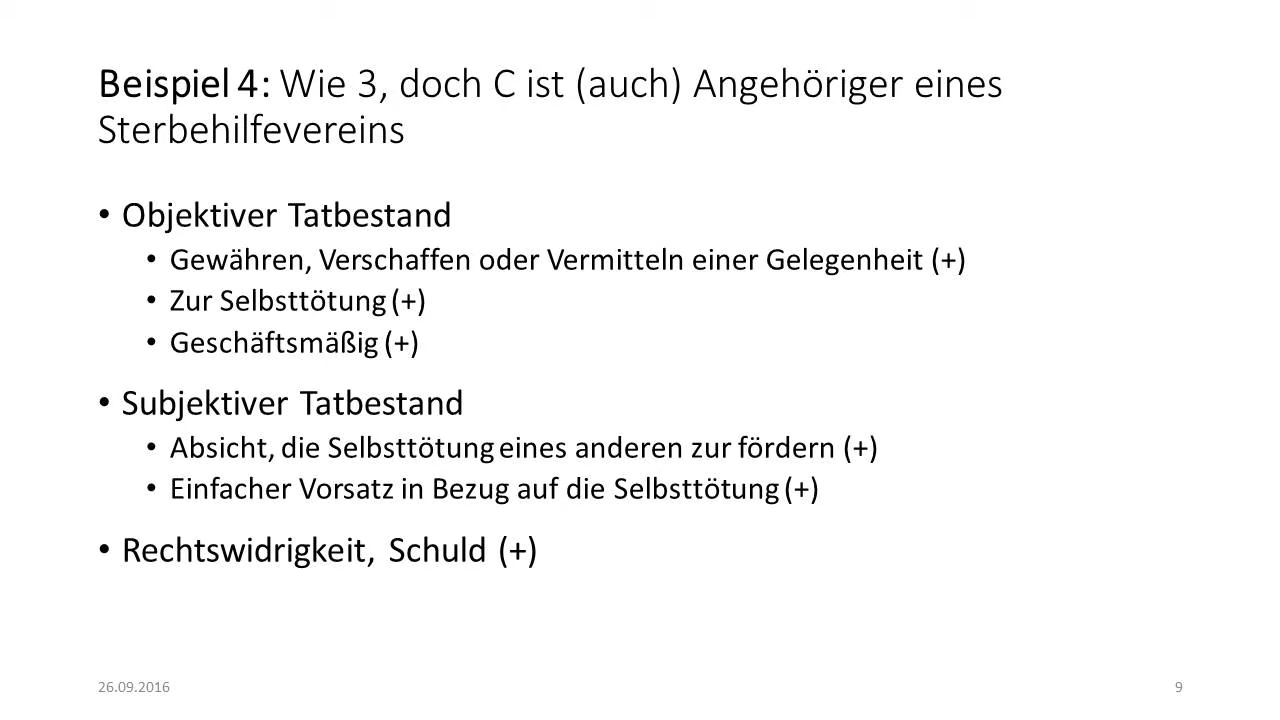 Beispiel 4: Wie 3, doch C ist (auch) Angehöriger eines
Sterbehilfevereins
• Objektiver Tatbestand
• Gewähren, Verschaffen oder Vermitteln einer Gelegenheit (+)
• Zur Selbsttötung (+)
• Geschäftsmäßig (+)
• Subjektiver Tatbestand
• Absicht, die Selbsttötung eines anderen zur fördern (+)
• Einfacher Vorsatz in Bezug auf die Selbsttötung (+)
• Rechtswidrigkeit, Schuld (+)
26.09.2016
9